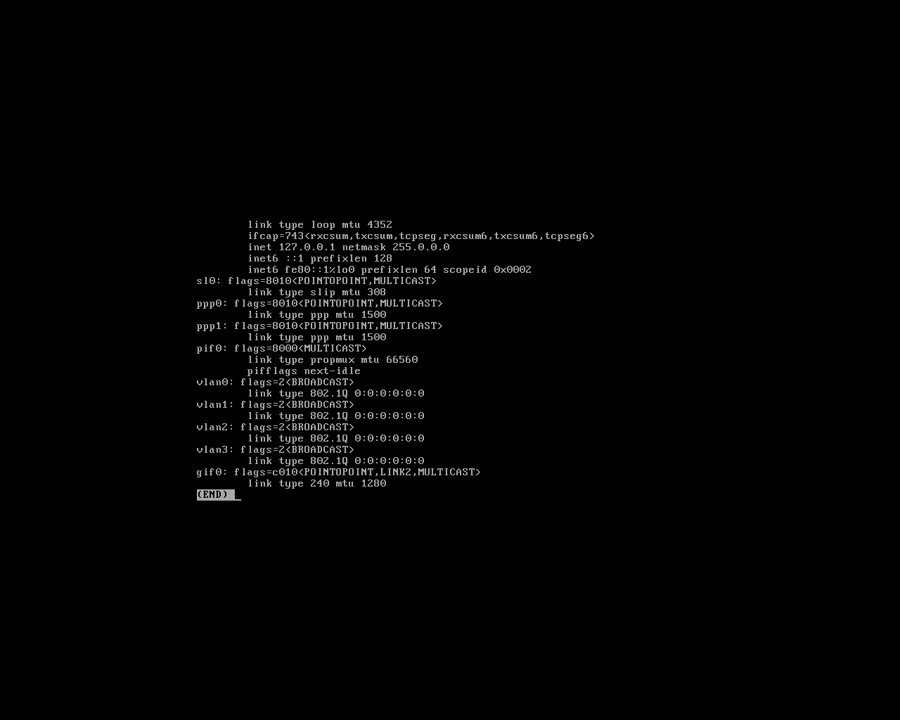 link type loop mtu 4352
ifcap=743<rxcsum,txcsum,tcpseg,rxcsum6,txcsum6,tcpseg6>
inet 127.0.0.1 netmask 255.0.0.0
inet6 ::1 prefixlen 128
inet6 fe80::1%lo0 prefixlen 64 scopeid 0x0002
sl0: flags=8010<POINTOPOINT,MULTICAST>
link type slip mtu 308
ppp0: flags=8010<POINTOPOINT,MULTICAST>
link type ppp mtu 1500
ppp1: flags=8010<POINTOPOINT,MULTICAST>
link type ppp mtu 1500
pif0: flags=8000<MULTICAST>
link type propmux mtu 66560
pifflags next-idle
vlan0: flags=2<BROADCAST>
link type 802.1Q 0:0:0:0:0:0
vlan1: flags=2<BROADCAST>
link type 802.1Q 0:0:0:0:0:0
vlan2: flags=2<BROADCAST>
link type 802.1Q 0:0:0:0:0:0
vlan3: flags=2<BROADCAST>
link type 802.1Q 0:0:0:0:0:0
gif0: flags=c010<POINTOPOINT,LINK2,MULTICAST>
link type 240 mtu 1280
(END)